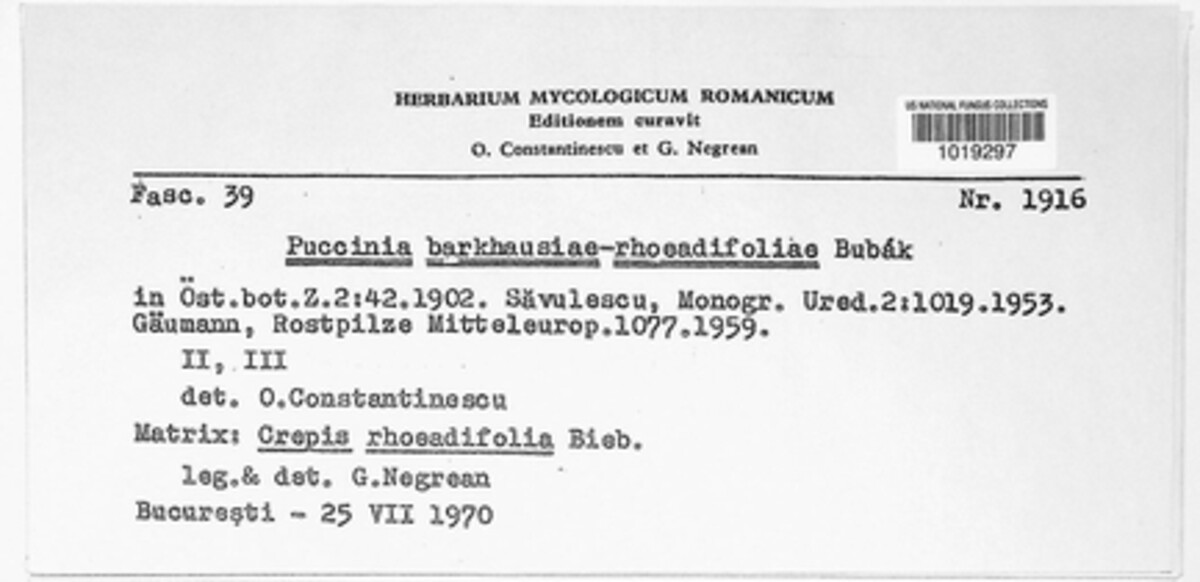 HERBARIUM MYCOLOGICUM ROMANICUM
Editionem curavit
O. Constantinescu et G. Negrean
US NATIONAL FUNGUS COLLECTIONS
1019297
Fasc. 39
Nr. 1916
Puccinia barkhausiae-rhoeadifoliae Bubák
in Öst.bot.Z.2:42.1902. Săvulescu, Monogr. Ured.2:1019.1953.
Gäumann, Rostpilze Mitteleurop.1077.1959.
II, III
det. O.Constantinescu
Matrix: Crepis rhoeadifolia Bieb.
leg.& det. G.Negrean
Bucureşti - 25 VII 1970